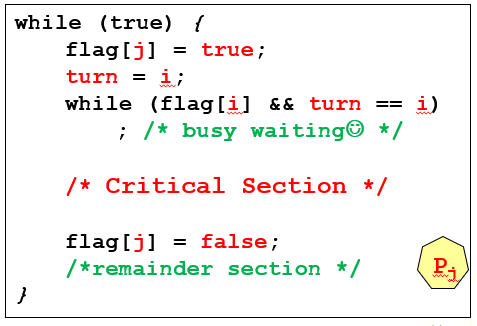 while (true) {
flag[j] = true;
turn = i;
while (flag[i] && turn == i)
; /* busy waiting☺ */
/* Critical Section */
flag[j] = false;
/*remainder section */
}
Pj